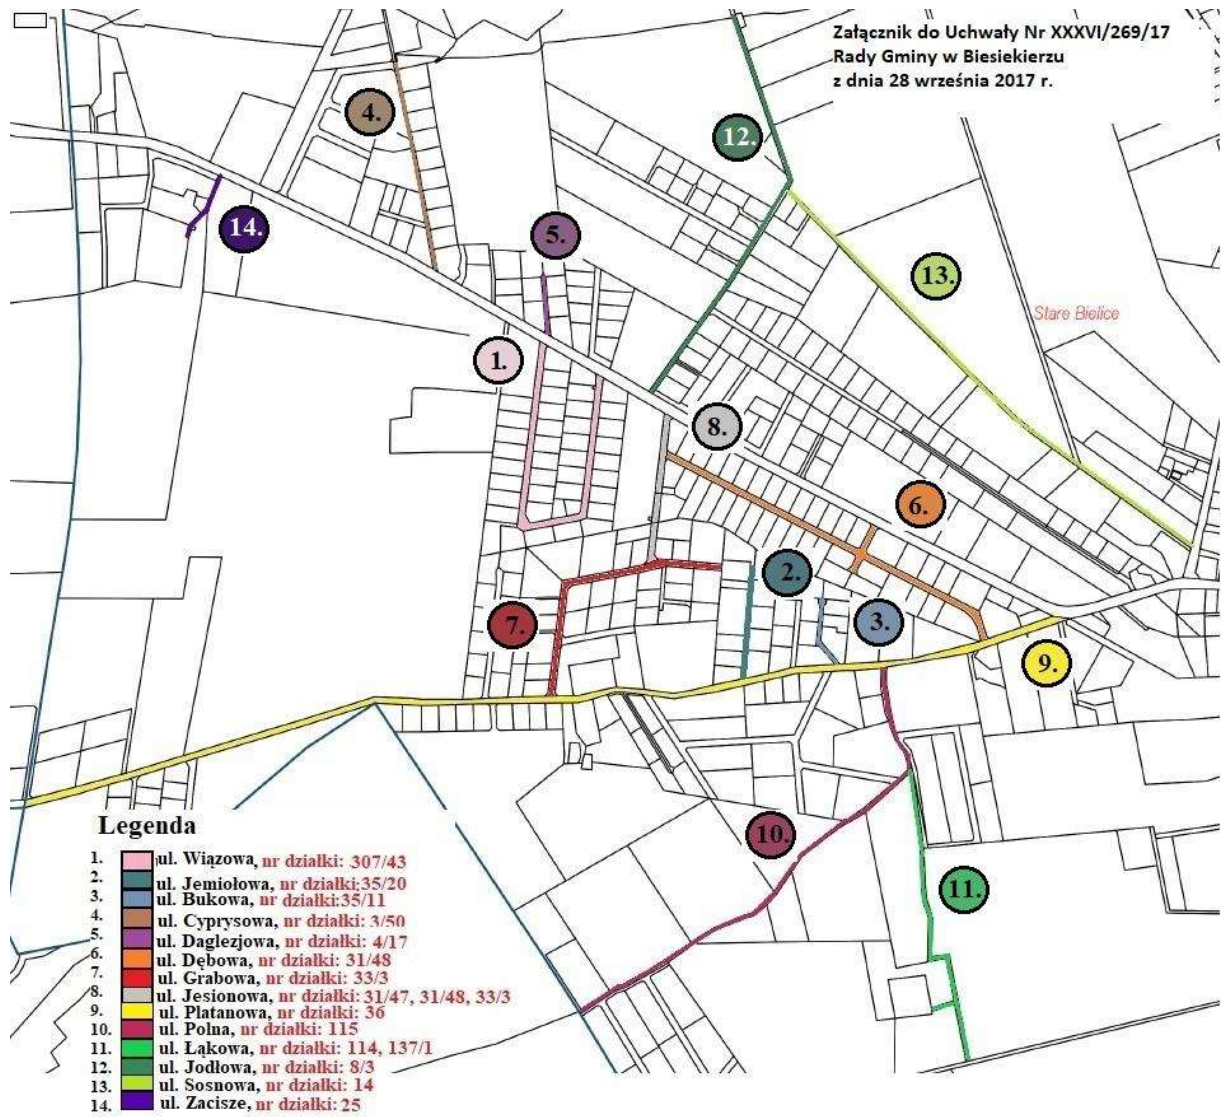 Załącznik do Uchwały Nr XXXVI/269/17
Rady Gminy w Biesiekierzu
z dnia 28 września 2017 r.
4.
12.
14.
5.
13.
Stare Bielice
1.
8.
6.
2.
3.
7.
9.
10.
11.
Legenda
1. ul. Wiązowa, nr działki: 307/43
2. ul. Jemiołowa, nr działki:35/20
3. ul. Bukowa, nr działki:35/11
4. ul. Cyprysowa, nr działki: 3/50
5. ul. Daglezjowa, nr działki: 4/17
6. ul. Dębowa, nr działki: 31/48
7. ul. Grabowa, nr działki: 33/3
8. ul. Jesionowa, nr działki: 31/47, 31/48, 33/3
9. ul. Platanowa, nr działki: 36
10. ul. Polna, nr działki: 115
11. ul. Łąkowa, nr działki: 114, 137/1
12. ul. Jodłowa, nr działki: 8/3
13. ul. Sosnowa, nr działki: 14
14. ul. Zacisze, nr działki: 25